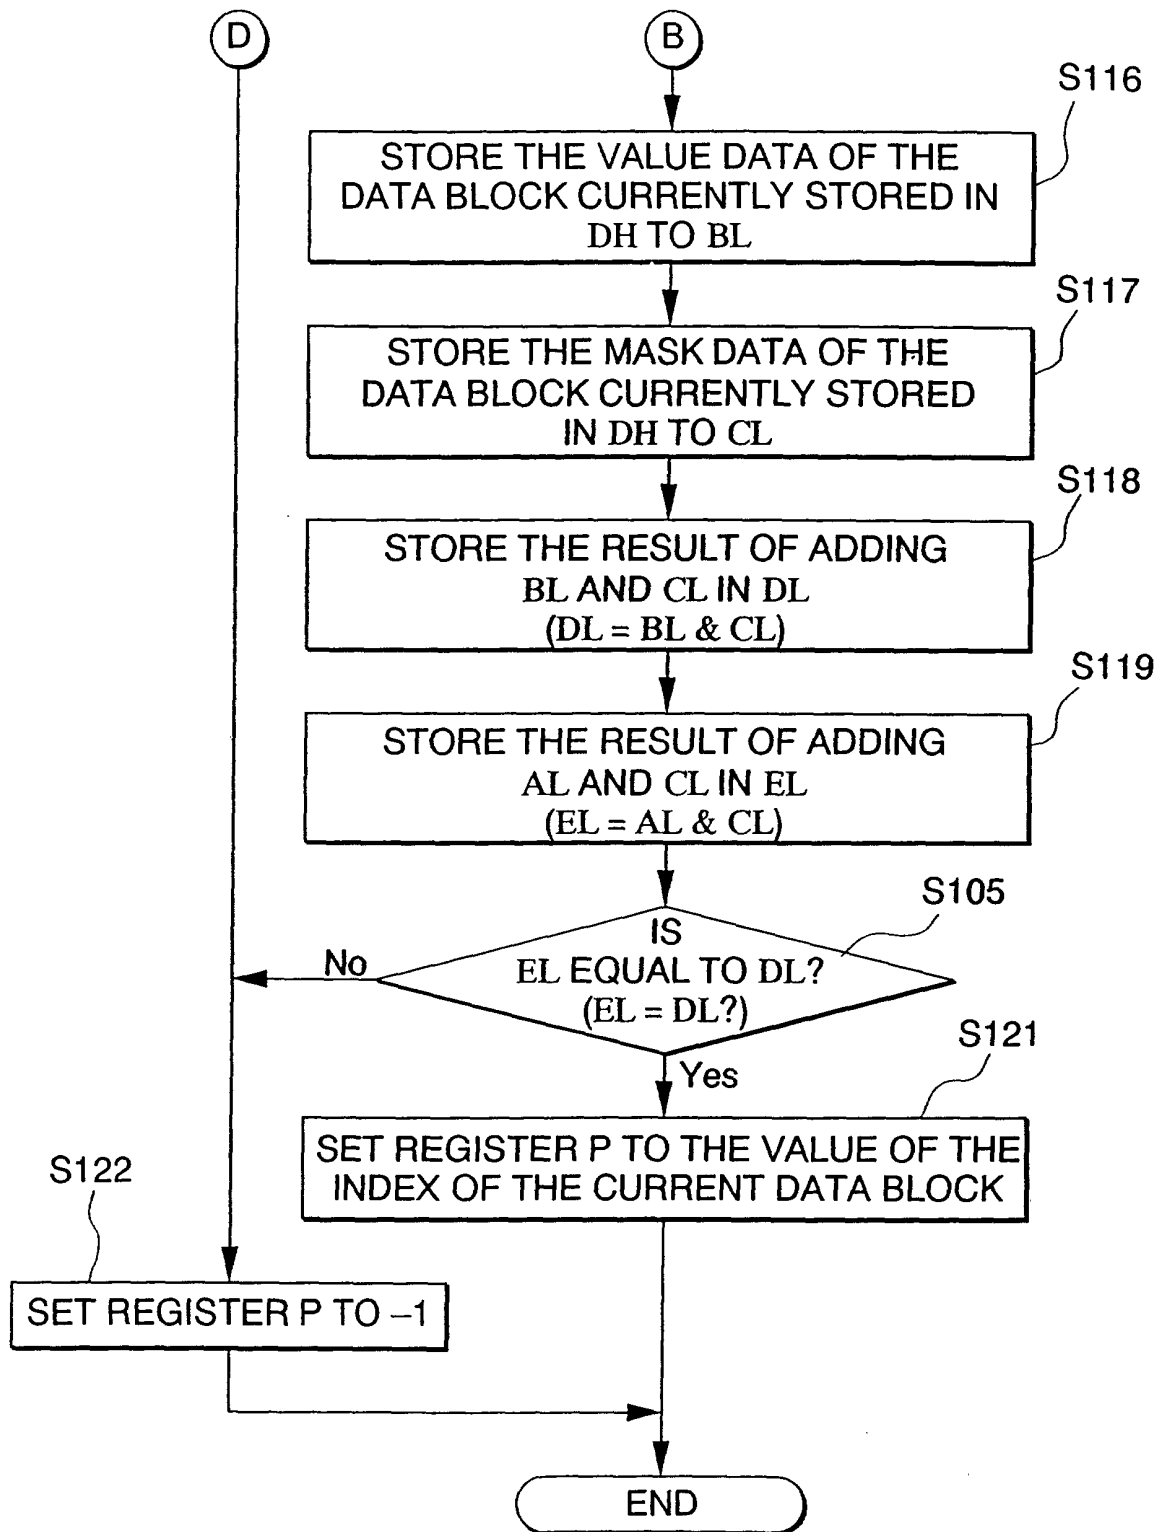 D
B
S116
STORE THE VALUE DATA OF THE
DATA BLOCK CURRENTLY STORED IN
DH TO BL
S117
STORE THE MASK DATA OF THE
DATA BLOCK CURRENTLY STORED
IN DH TO CL
S118
STORE THE RESULT OF ADDING
BL AND CL IN DL
(DL = BL & CL)
S119
STORE THE RESULT OF ADDING
AL AND CL IN EL
(EL = AL & CL)
S105
IS
EL EQUAL TO DL?
(EL = DL?)
No
Yes
S121
SET REGISTER P TO THE VALUE OF THE
INDEX OF THE CURRENT DATA BLOCK
S122
SET REGISTER P TO –1
END